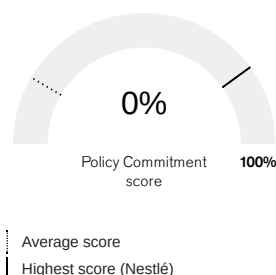 0%
Policy Commitment 100%
score
Average score
Highest score (Nestlé)